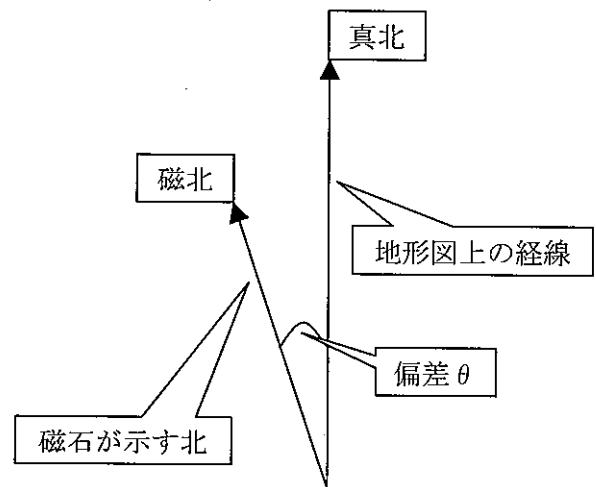 真北
磁北
地形図上の経線
偏差θ
磁石が示す北